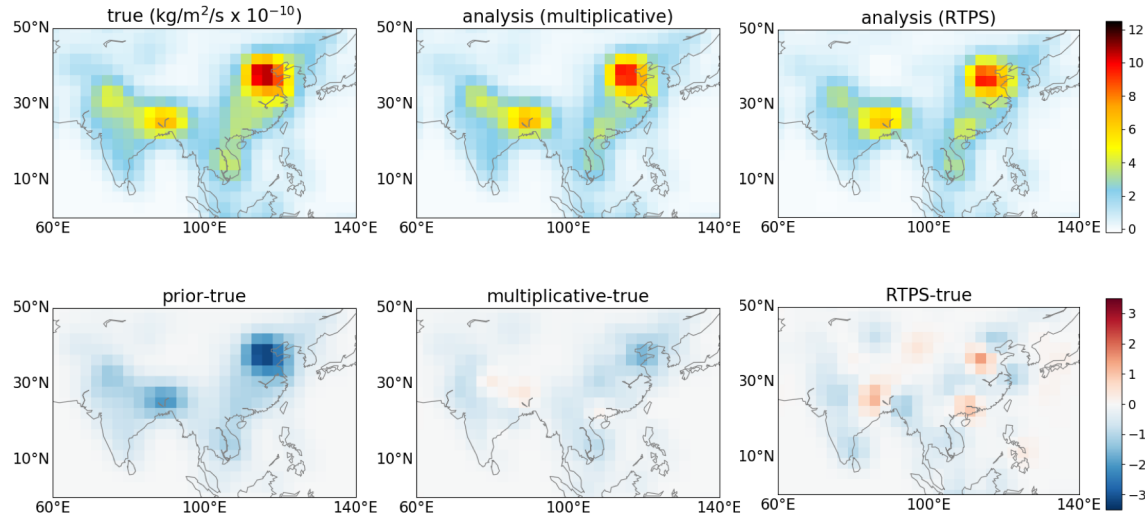 true (kg/m²/s x 10⁻¹⁰) analysis (multiplicative) analysis (RTPS)
50°N 50°N 50°N 12
10
30°N 30°N 30°N 8
6
4
10°N 10°N 10°N 2
0
60°E 100°E 140°E 60°E 100°E 140°E 60°E 100°E 140°E
prior-true multiplicative-true RTPS-true
50°N 50°N 50°N 3
2
30°N 30°N 30°N 1
0
−1
10°N 10°N 10°N −2
−3
60°E 100°E 140°E 60°E 100°E 140°E 60°E 100°E 140°E